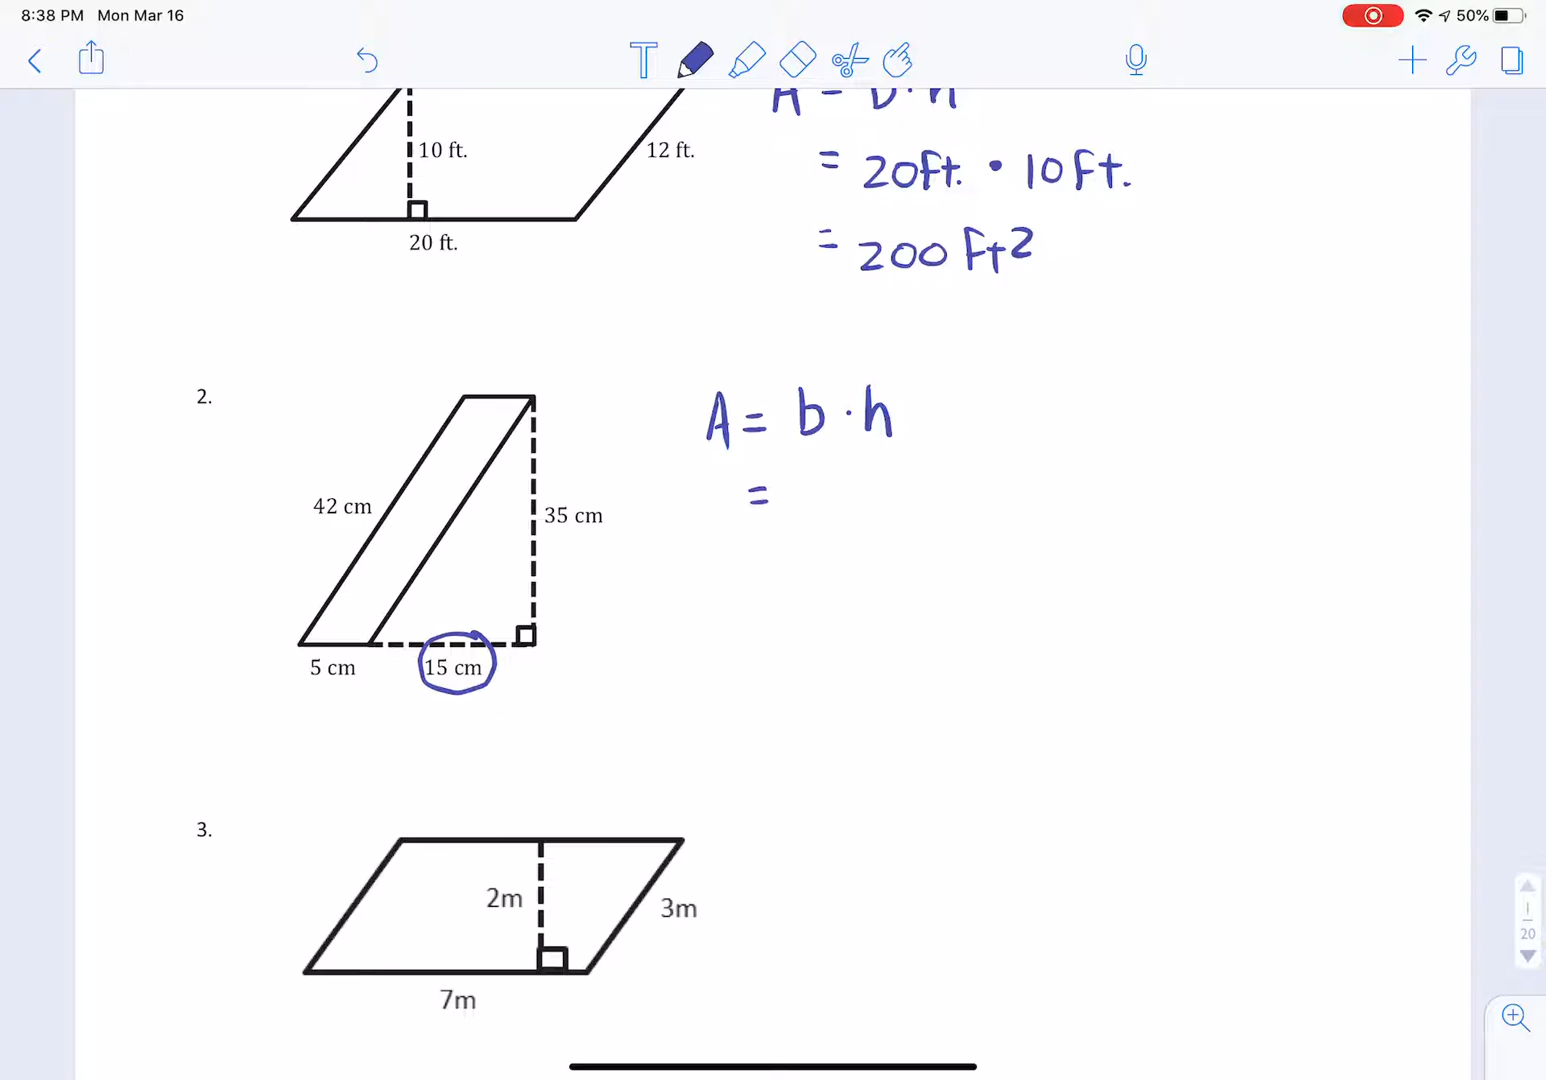 8:38 PM Mon Mar 16
50%
T
A = b · h
10 ft.
12 ft.
= 20ft. • 10ft.
20 ft.
= 200 ft2
2.
A = b · h
42 cm
35 cm
=
5 cm
15 cm
3.
2m
3m
7m
1
20